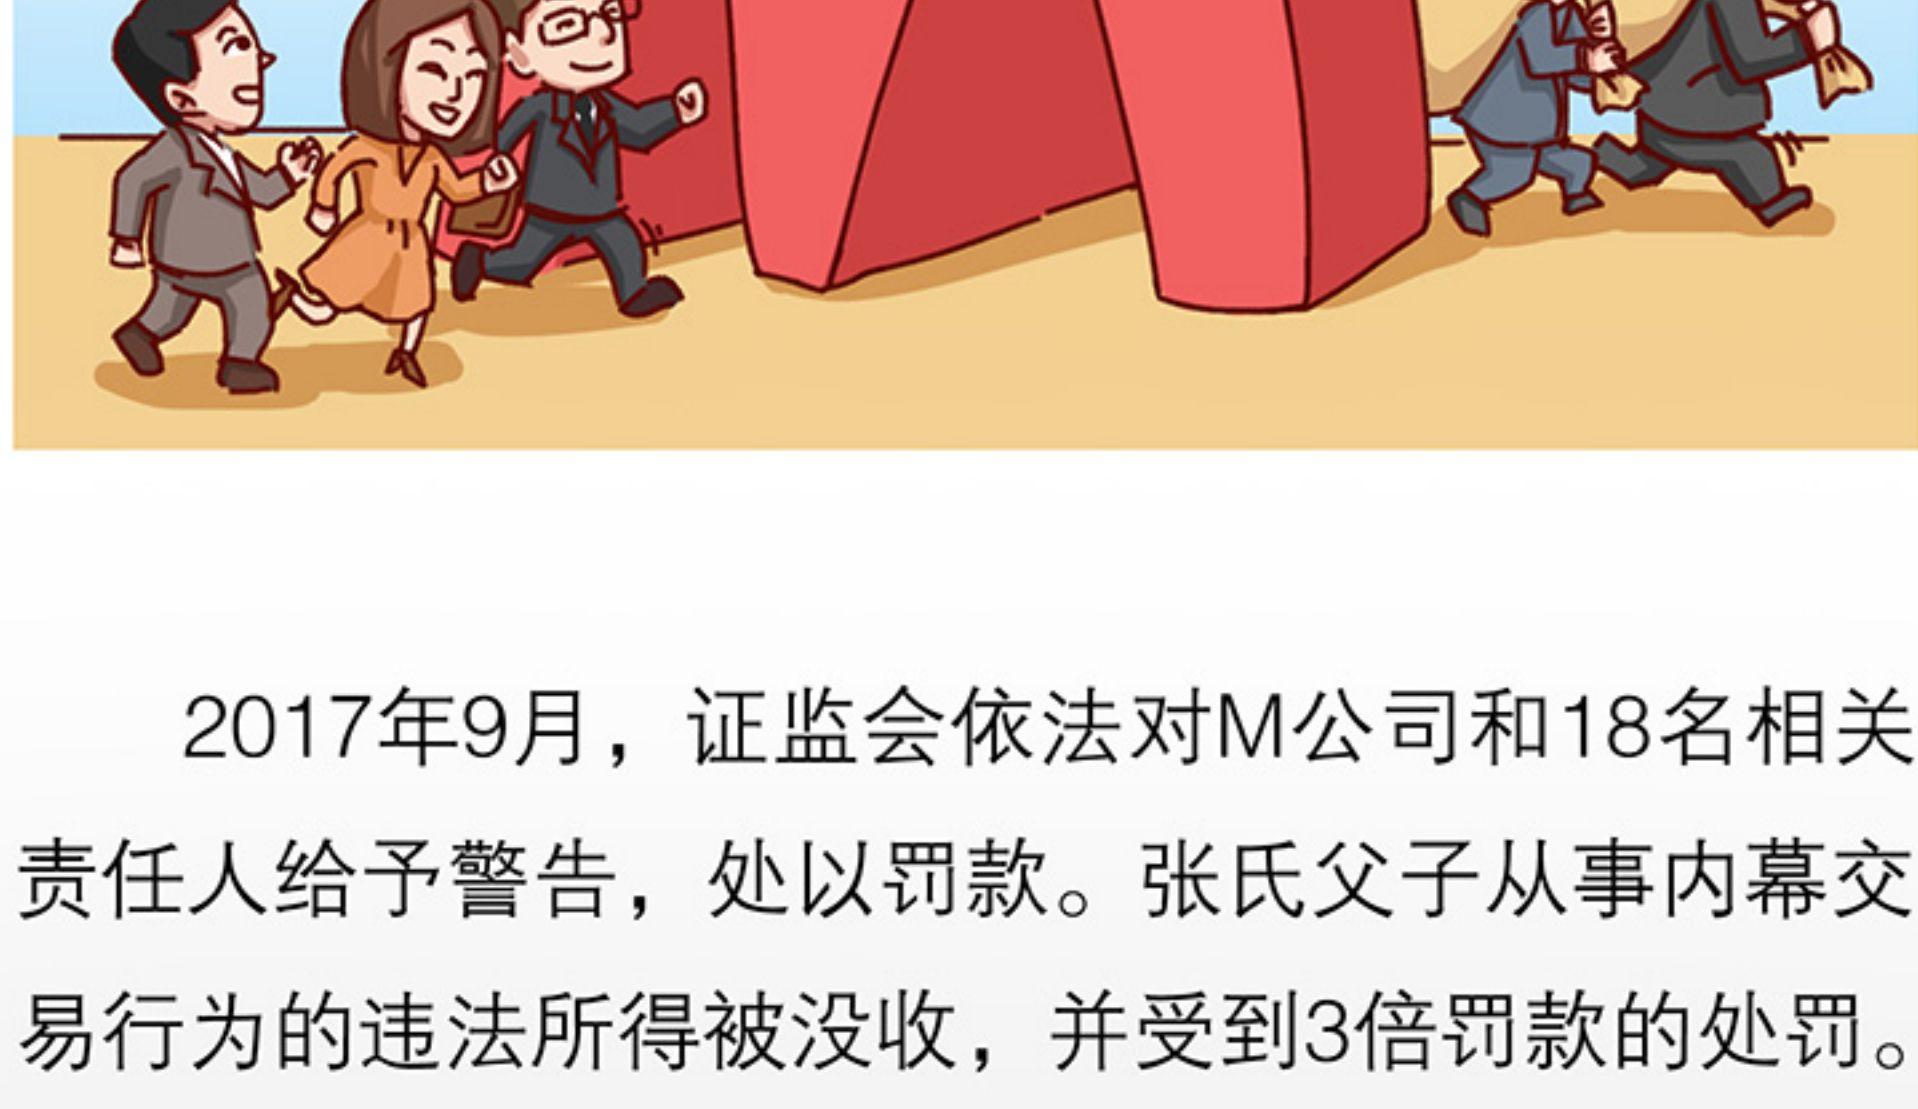 2017年9月，证监会依法对M公司和18名相关
责任人给予警告，处以罚款。张氏父子从事内幕交
易行为的违法所得被没收，并受到3倍罚款的处罚。